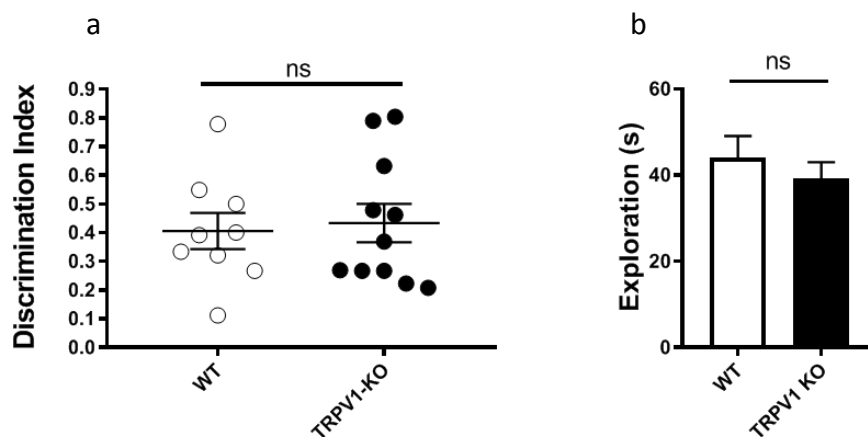 a
ns
Discrimination Index
0.9
0.8
0.7
0.6
0.5
0.4
0.3
0.2
0.1
0.0
WT
TRPV1-KO
b
ns
Exploration (s)
60
40
20
0
WT
TRPV1 KO